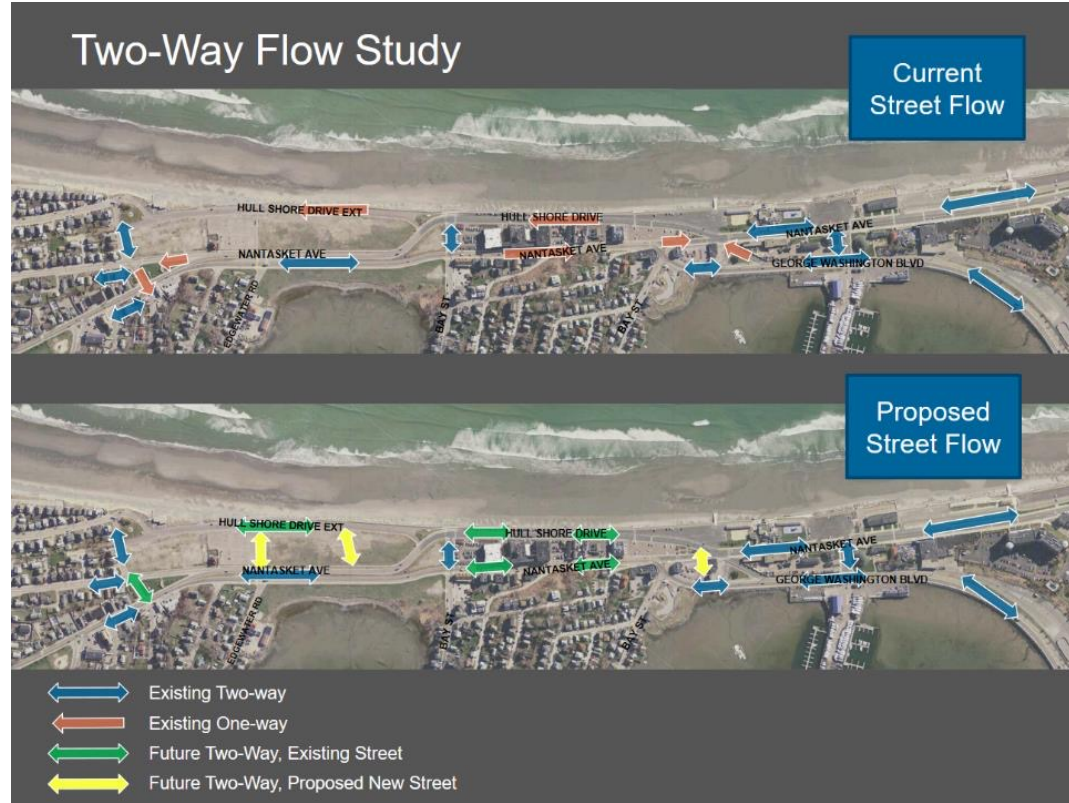 Two-Way Flow Study
Current
Street Flow
HULL SHORE DRIVE EXT
HULL SHORE DRIVE
NANTASKET AVE
NANTASKET AVE
NANTASKET AVE
GEORGE WASHINGTON BLVD
EDGEWATER RD
BAY ST
BAY ST
Proposed
Street Flow
HULL SHORE DRIVE EXT
HULL SHORE DRIVE
NANTASKET AVE
NANTASKET AVE
NANTASKET AVE
GEORGE WASHINGTON BLVD
EDGEWATER RD
BAY ST
BAY ST
Existing Two-way
Existing One-way
Future Two-Way, Existing Street
Future Two-Way, Proposed New Street